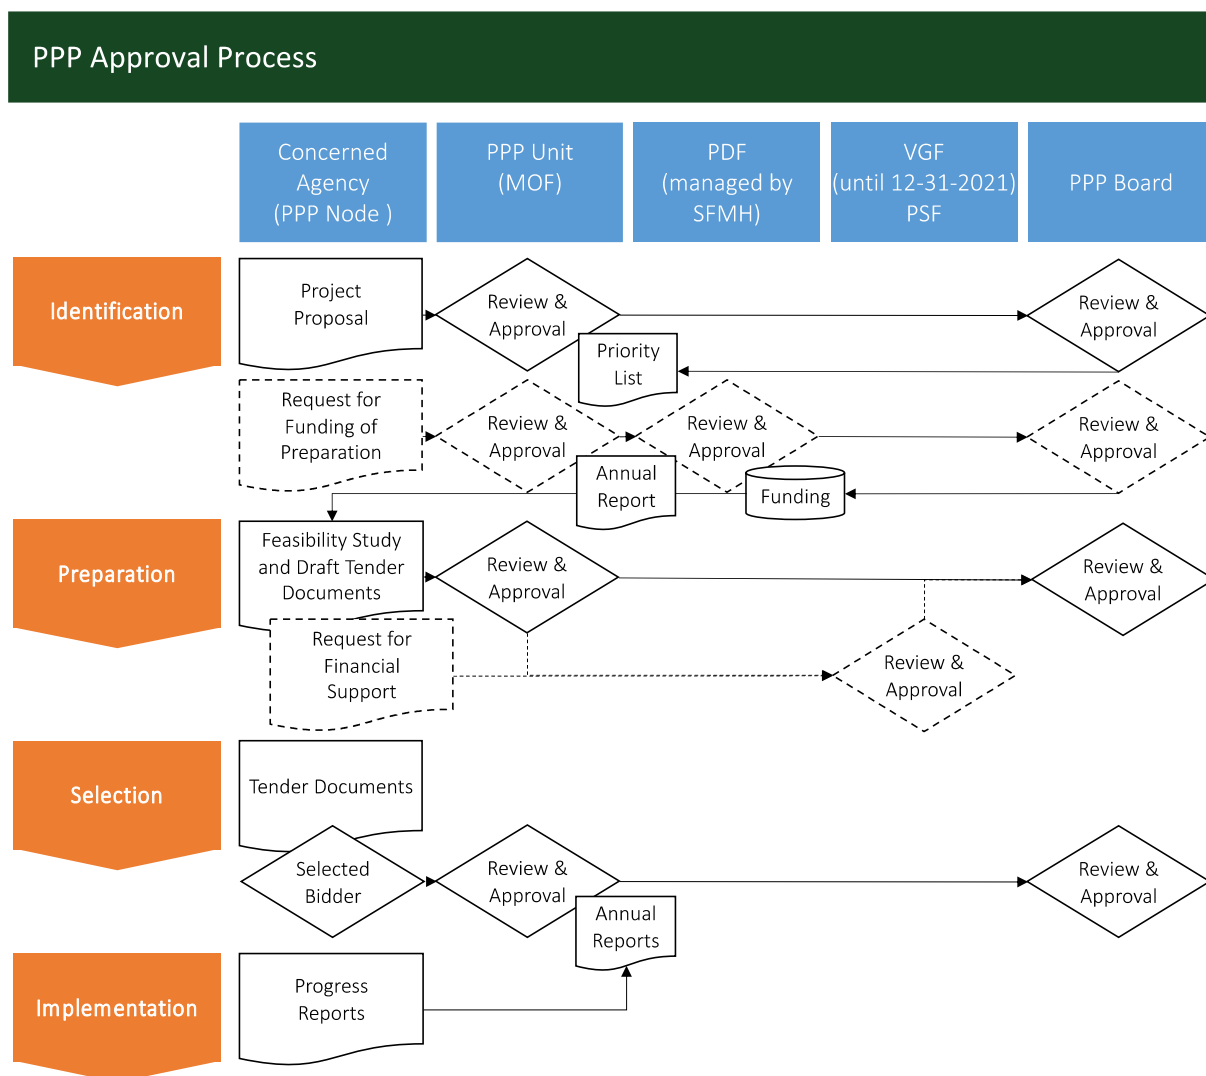 PPP Approval Process
Concerned
Agency
(PPP Node )
PPP Unit
(MOF)
PDF
(managed by
SFMH)
VGF
(until 12-31-2021)
PSF
PPP Board
Identification
Project
Proposal
Review &
Approval
Review &
Approval
Priority
List
Request for
Funding of
Preparation
Review &
Approval
Review &
Approval
Review &
Approval
Annual
Report
Funding
Preparation
Feasibility Study
and Draft Tender
Documents
Review &
Approval
Review &
Approval
Request for
Financial
Support
Review &
Approval
Selection
Tender Documents
Selected
Bidder
Review &
Approval
Review &
Approval
Annual
Reports
Implementation
Progress
Reports